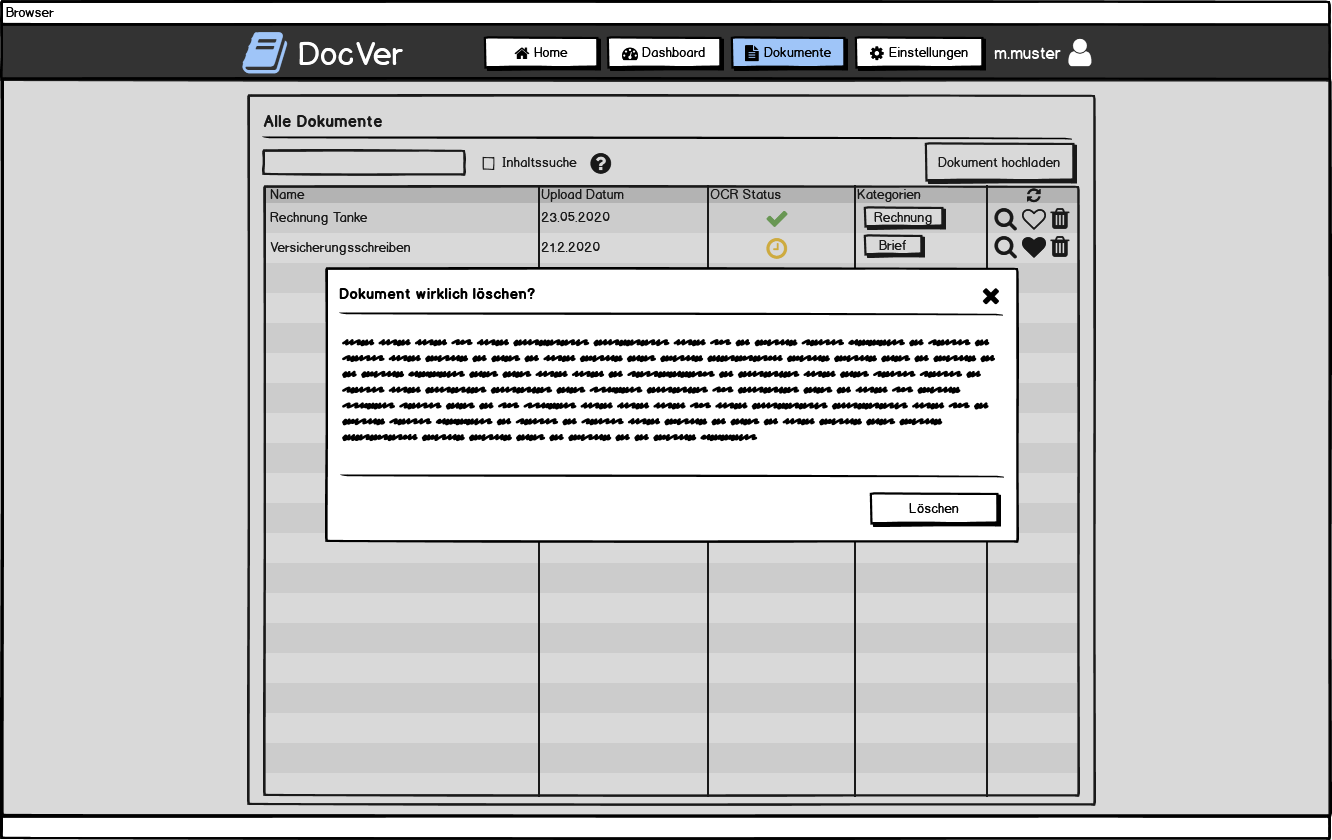 Browser
DocVer Home Dashboard Dokumente Einstellungen m.muster
Alle Dokumente
Inhaltssuche ? Dokument hochladen
Name Upload Datum OCR Status Kategorien
Rechnung Tanke 23.05.2020 Rechnung
Versicherungsschreiben 21.2.2020 Brief
Dokument wirklich löschen?
Löschen